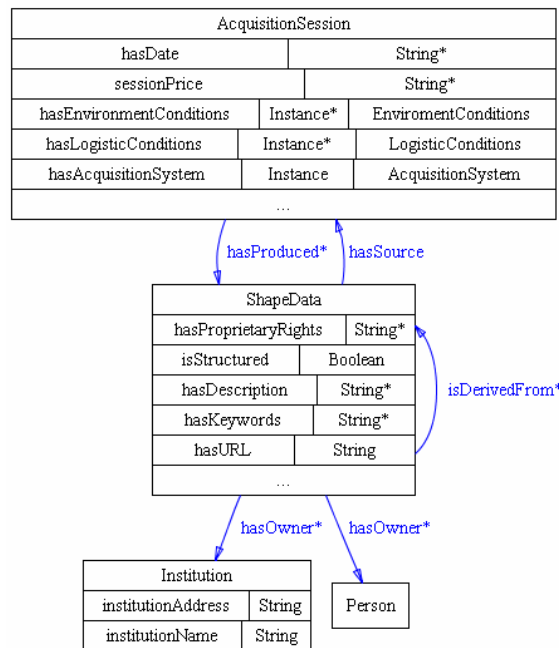 AcquisitionSession
hasDate String*
sessionPrice String*
hasEnvironmentConditions Instance* EnviromentConditions
hasLogisticConditions Instance* LogisticConditions
hasAcquisitionSystem Instance AcquisitionSystem
...
hasProduced* hasSource
ShapeData
hasProprietaryRights String*
isStructured Boolean
hasDescription String*
isDerivedFrom*
hasKeywords String*
hasURL String
...
hasOwner* hasOwner*
Institution
institutionAddress String
Person
institutionName String